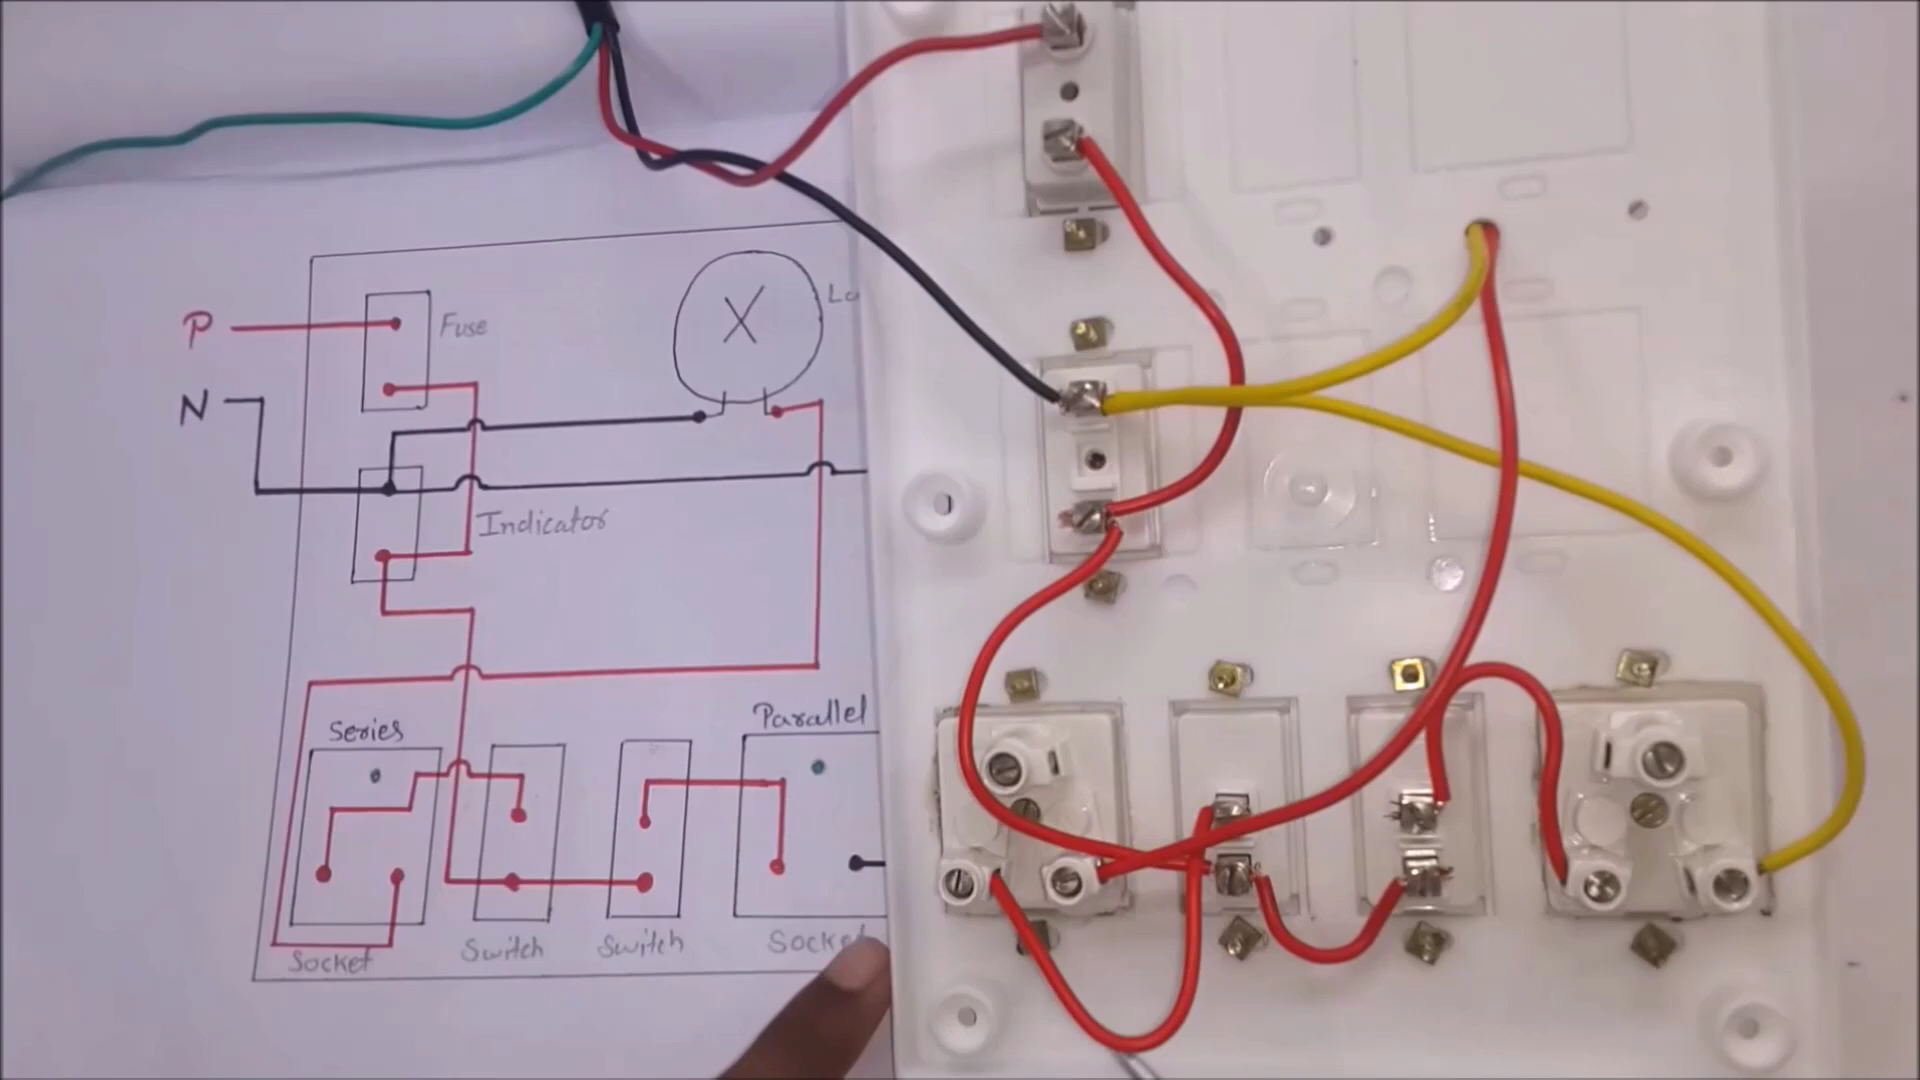 P
Fuse
N
Indicator
Series
Parallel
Socket
Switch
Switch
Socket